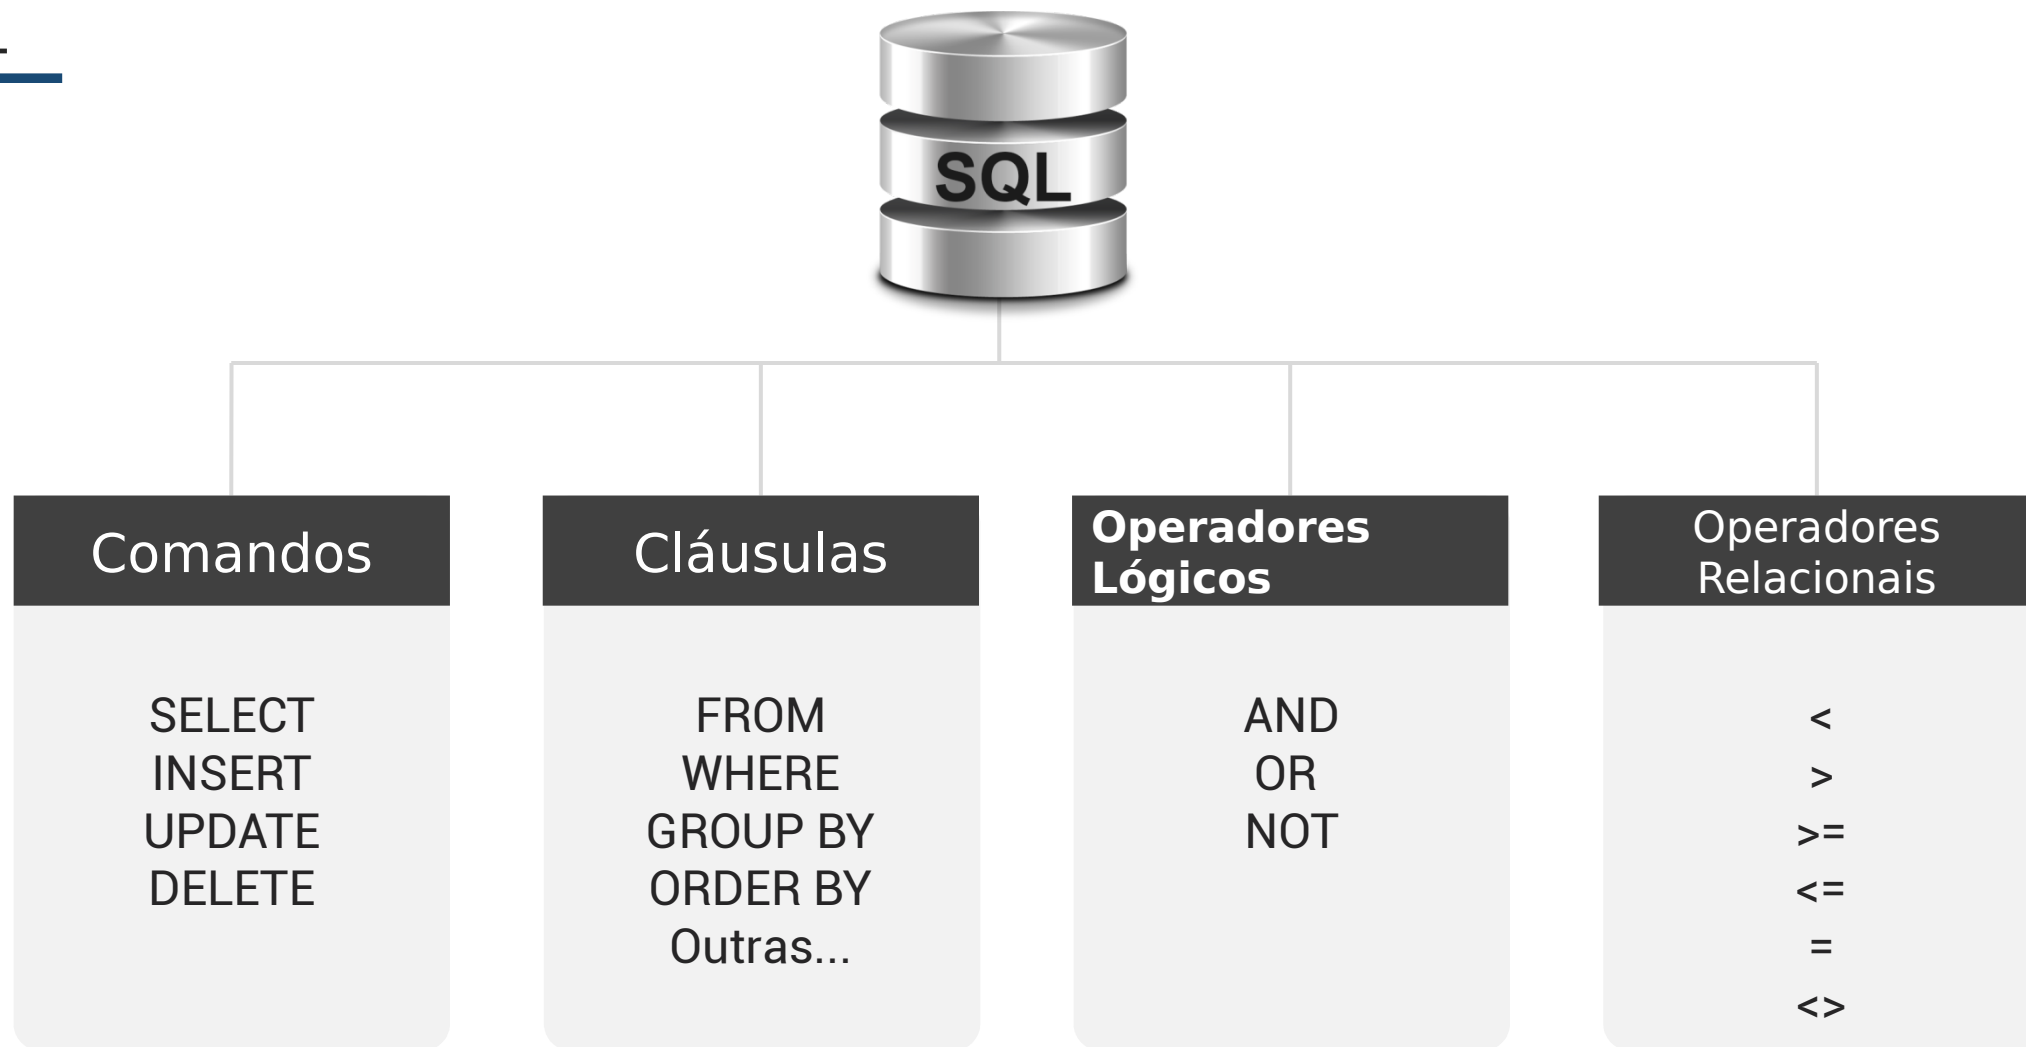 SQL
Comandos
SELECT
INSERT
UPDATE
DELETE
Cláusulas
FROM
WHERE
GROUP BY
ORDER BY
Outras...
Operadores
Lógicos
AND
OR
NOT
Operadores
Relacionais
<
>
>=
<=
=
<>